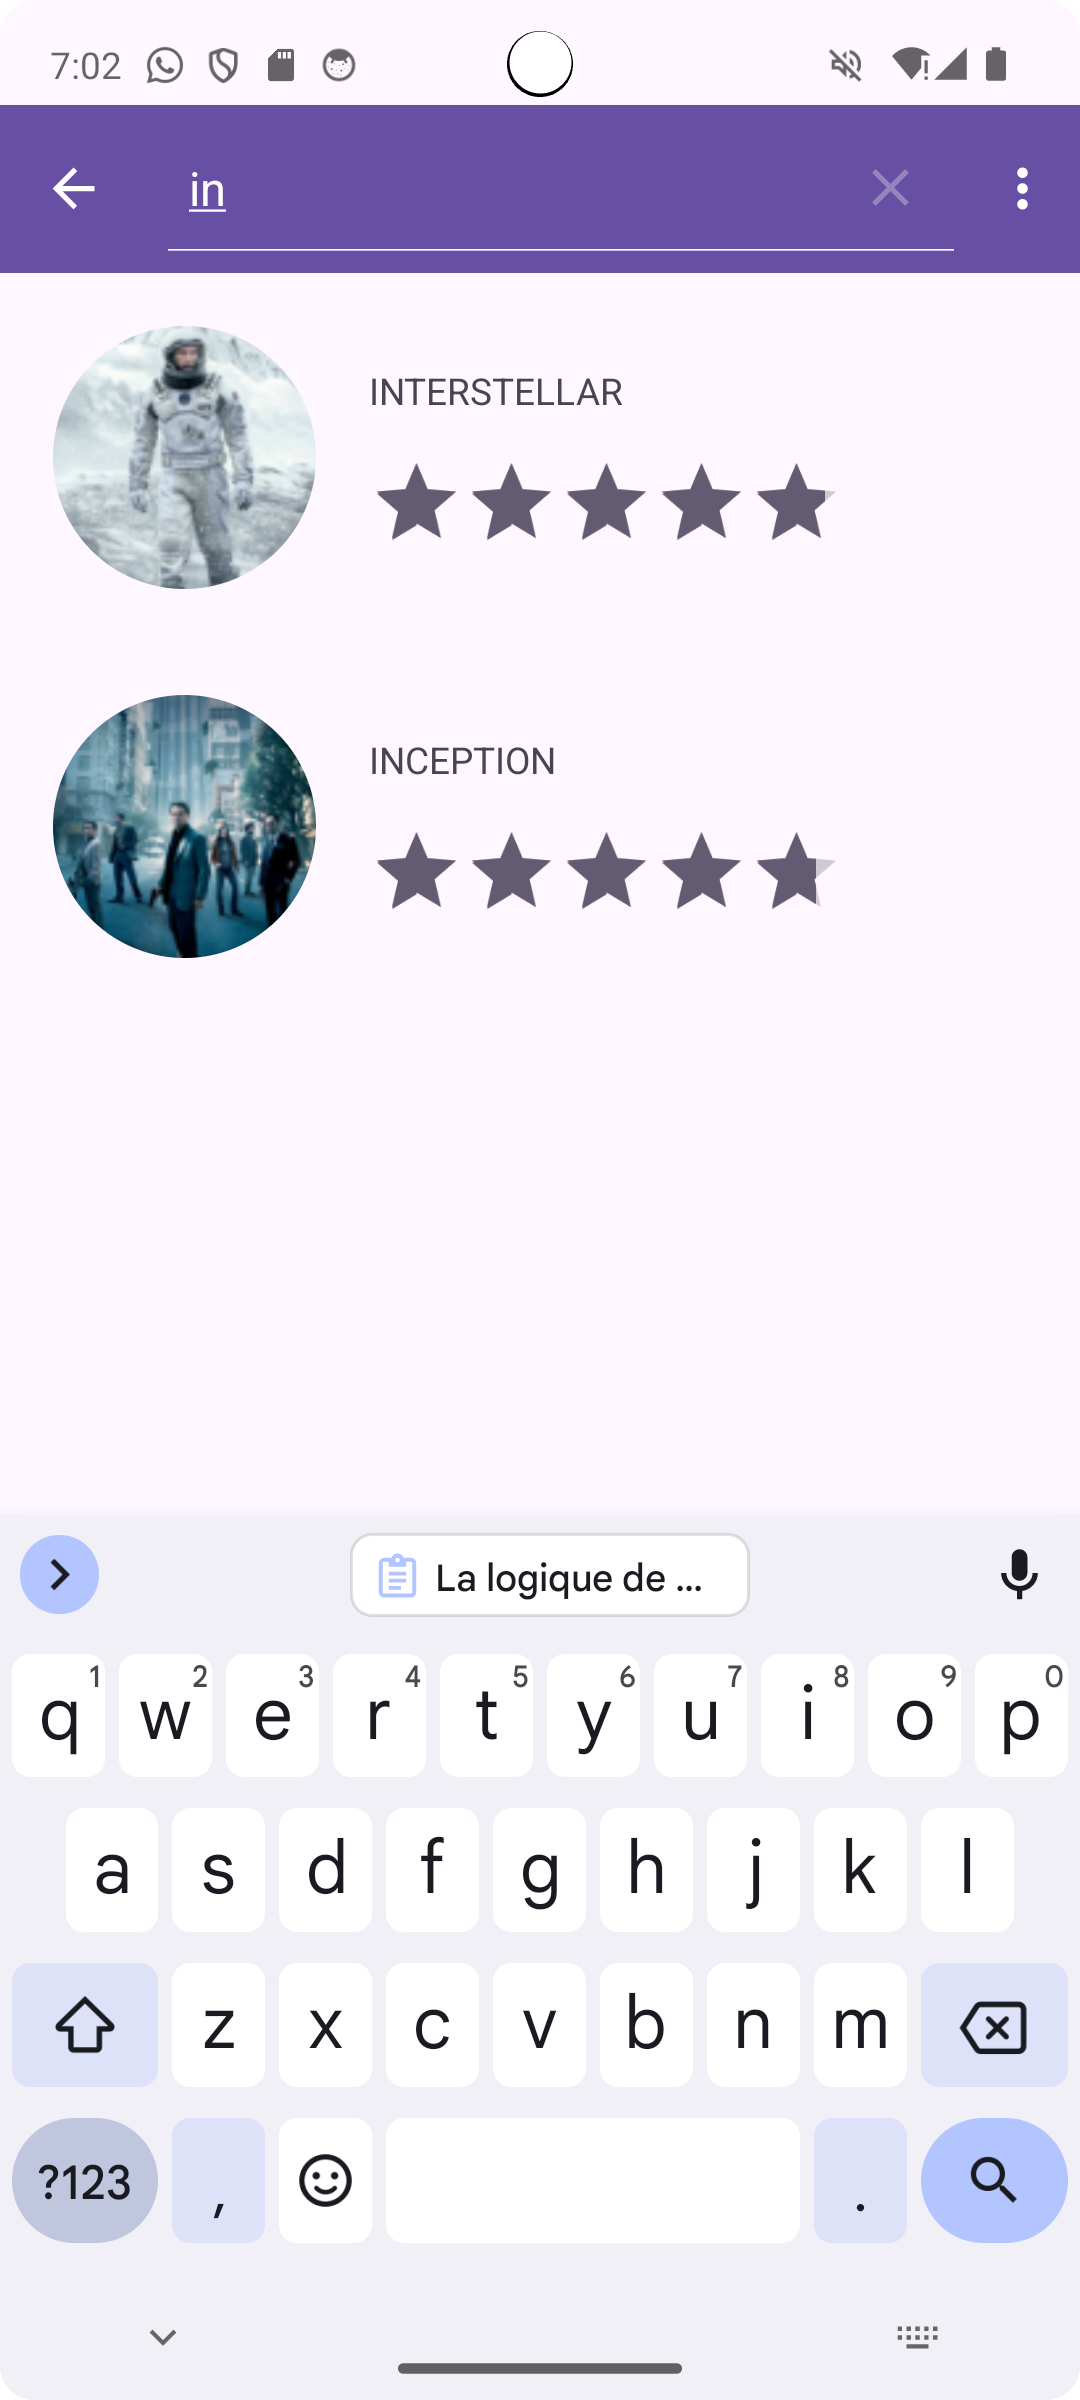 7:02
in
INTERSTELLAR
INCEPTION
La logique de ...
q 1 w 2 e 3 r 4 t 5 y 6 u 7 i 8 o 9 p 0
a s d f g h j k l
z x c v b n m
?123 , .